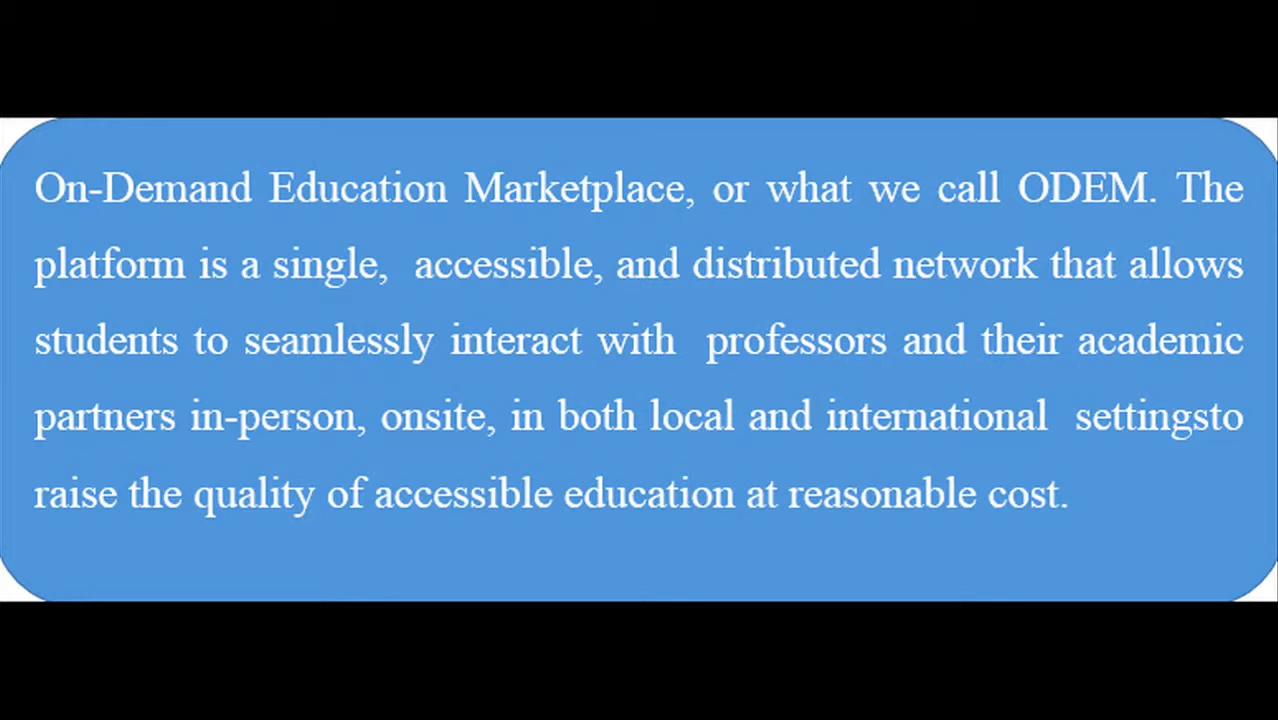 On-Demand Education Marketplace, or what we call ODEM. The
platform is a single, accessible, and distributed network that allows
students to seamlessly interact with professors and their academic
partners in-person, onsite, in both local and international settingsto
raise the quality of accessible education at reasonable cost.